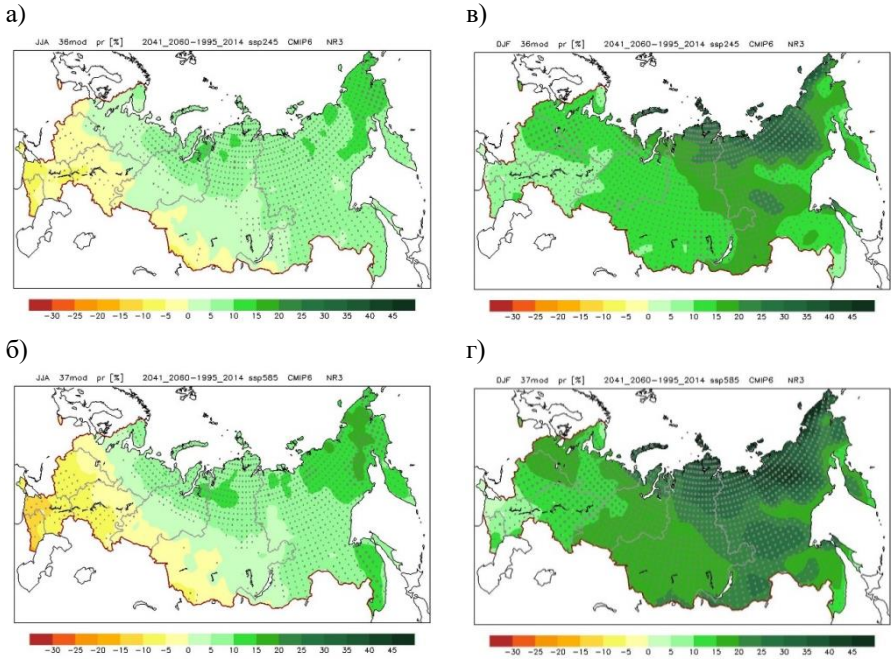 а)
JJA 36mod pr [%] 2041_2060-1995_2014 ssp245 CMIP6 NR3
-30 -25 -20 -15 -10 -5 0 5 10 15 20 25 30 35 40 45
в)
DJF 36mod pr [%] 2041_2060-1995_2014 ssp245 CMIP6 NR3
-30 -25 -20 -15 -10 -5 0 5 10 15 20 25 30 35 40 45
б)
JJA 37mod pr [%] 2041_2060-1995_2014 ssp585 CMIP6 NR3
-30 -25 -20 -15 -10 -5 0 5 10 15 20 25 30 35 40 45
г)
DJF 37mod pr [%] 2041_2060-1995_2014 ssp585 CMIP6 NR3
-30 -25 -20 -15 -10 -5 0 5 10 15 20 25 30 35 40 45